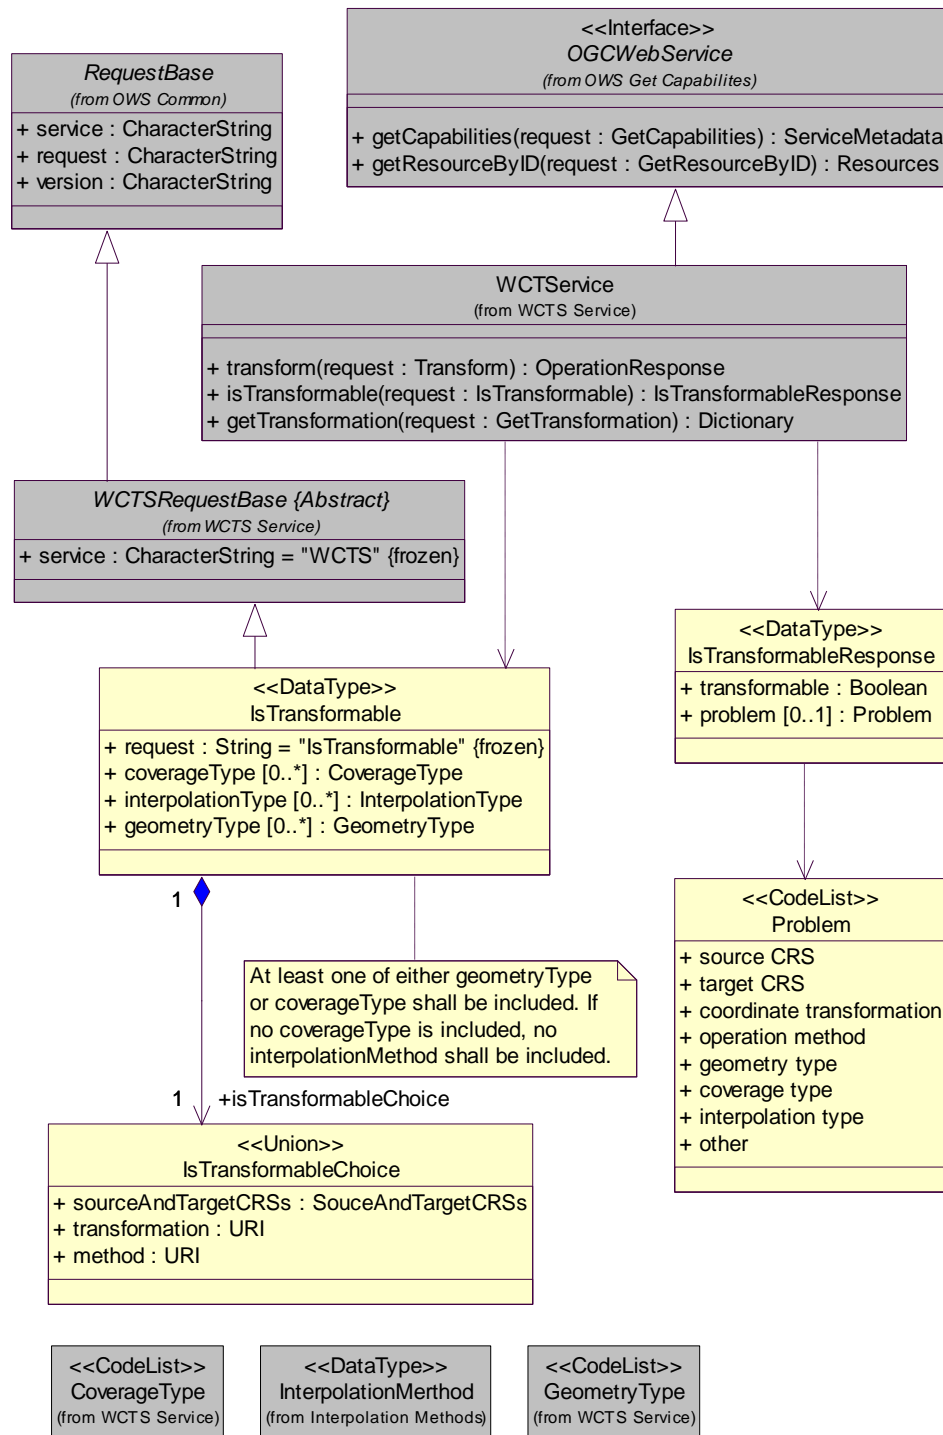 <<Interface>>
OGCWebService
(from OWS Get Capabilites)
+ getCapabilities(request : GetCapabilities) : ServiceMetadata
+ getResourceByID(request : GetResourceByID) : Resources
RequestBase
(from OWS Common)
+ service : CharacterString
+ request : CharacterString
+ version : CharacterString
WCTService
(from WCTS Service)
+ transform(request : Transform) : OperationResponse
+ isTransformable(request : IsTransformable) : IsTransformableResponse
+ getTransformation(request : GetTransformation) : Dictionary
WCTSRequestBase {Abstract}
(from WCTS Service)
+ service : CharacterString = "WCTS" {frozen}
<<DataType>>
IsTransformableResponse
+ transformable : Boolean
+ problem [0..1] : Problem
<<DataType>>
IsTransformable
+ request : String = "IsTransformable" {frozen}
+ coverageType [0..*] : CoverageType
+ interpolationType [0..*] : InterpolationType
+ geometryType [0..*] : GeometryType
1
<<CodeList>>
Problem
+ source CRS
+ target CRS
+ coordinate transformation
+ operation method
+ geometry type
+ coverage type
+ interpolation type
+ other
At least one of either geometryType
or coverageType shall be included. If
no coverageType is included, no
interpolationMethod shall be included.
1 +isTransformableChoice
<<Union>>
IsTransformableChoice
+ sourceAndTargetCRSs : SouceAndTargetCRSs
+ transformation : URI
+ method : URI
<<CodeList>>
CoverageType
(from WCTS Service)
<<DataType>>
InterpolationMerthod
(from Interpolation Methods)
<<CodeList>>
GeometryType
(from WCTS Service)